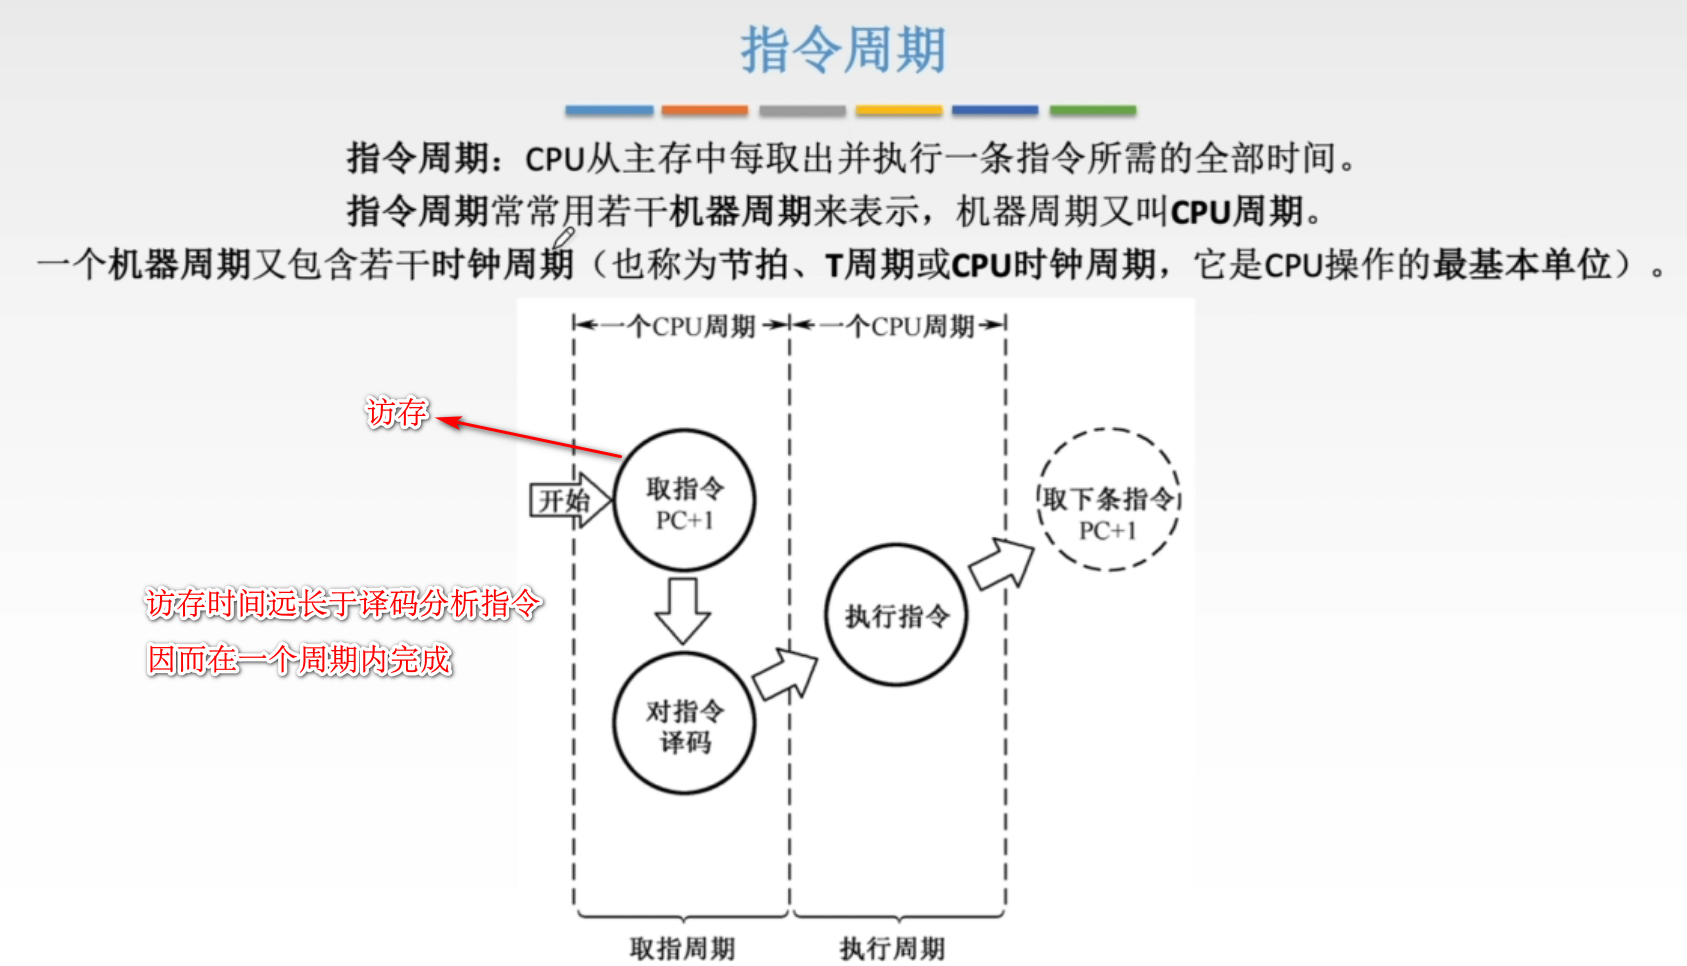 指令周期
指令周期：CPU从主存中每取出并执行一条指令所需的全部时间。
指令周期常常用若干机器周期来表示，机器周期又叫CPU周期。
一个机器周期又包含若干时钟周期（也称为节拍、T周期或CPU时钟周期，它是CPU操作的最基本单位）。
一个CPU周期
一个CPU周期
访存
开始
取指令
PC+1
取下条指令
PC+1
访存时间远长于译码分析指令
因而在一个周期内完成
执行指令
对指令
译码
取指周期
执行周期